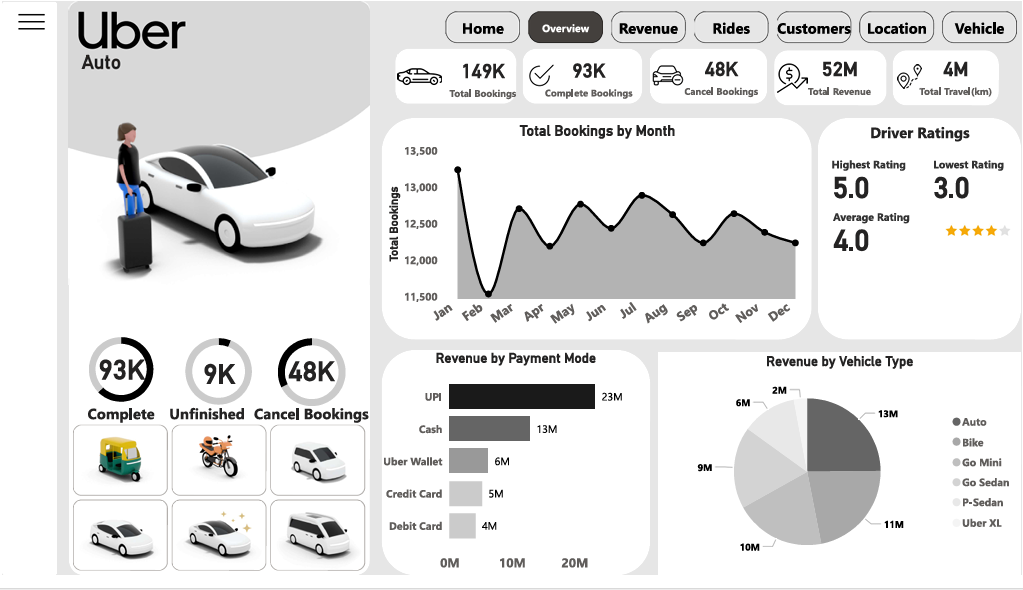 Uber
Auto
Home
Overview
Revenue
Rides
Customers
Location
Vehicle
149K
Total Bookings
93K
Complete Bookings
48K
Cancel Bookings
52M
Total Revenue
4M
Total Travel(km)
Total Bookings by Month
Total Bookings
13,500
13,000
12,500
12,000
11,500
Jan Feb Mar Apr May Jun Jul Aug Sep Oct Nov Dec
Driver Ratings
Highest Rating
5.0
Lowest Rating
3.0
Average Rating
4.0
93K
Complete
9K
Unfinished
48K
Cancel Bookings
Revenue by Payment Mode
UPI 23M
Cash 13M
Uber Wallet 6M
Credit Card 5M
Debit Card 4M
0M 10M 20M
Revenue by Vehicle Type
2M
6M
13M
9M
11M
10M
Auto
Bike
Go Mini
Go Sedan
P-Sedan
Uber XL